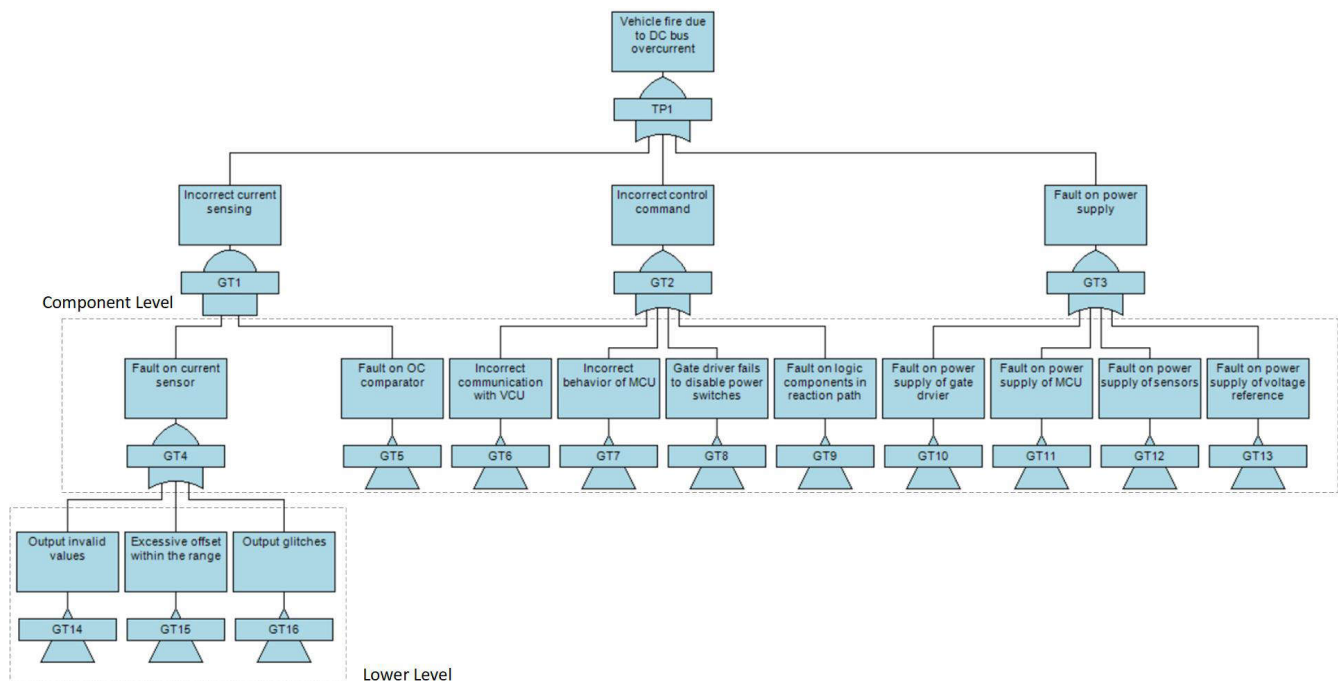 Vehicle fire due
to DC bus
overcurrent
TP1
Incorrect current
sensing
Incorrect control
command
Fault on power
supply
GT1
GT2
GT3
Component Level
Fault on current
sensor
Fault on OC
comparator
Incorrect
communication
with VCU
Incorrect
behavior of MCU
Gate driver fails
to disable power
switches
Fault on logic
components in
reaction path
Fault on power
supply of gate
drvier
Fault on power
supply of MCU
Fault on power
supply of sensors
Fault on power
supply of voltage
reference
GT4
GT5
GT6
GT7
GT8
GT9
GT10
GT11
GT12
GT13
Output invalid
values
Excessive offset
within the range
Output glitches
GT14
GT15
GT16
Lower Level